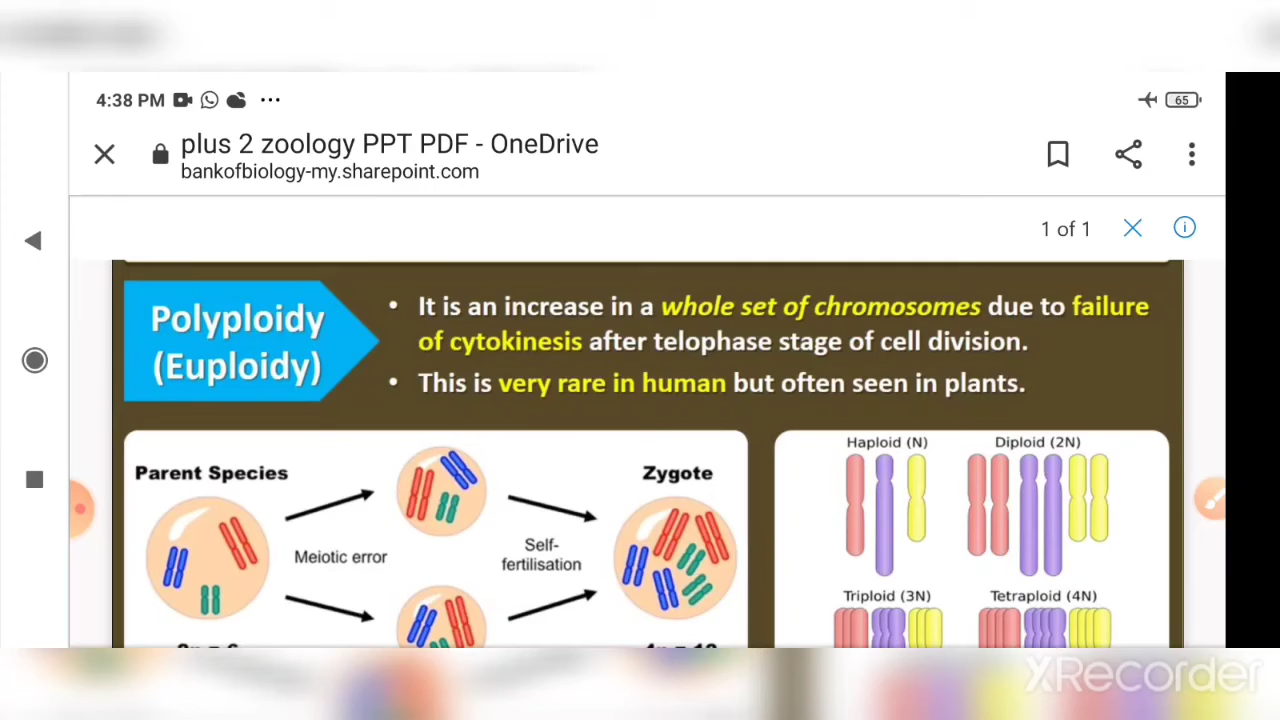 4:38 PM
65
plus 2 zoology PPT PDF - OneDrive
bankofbiology-my.sharepoint.com
1 of 1
Polyploidy
(Euploidy)
• It is an increase in a whole set of chromosomes due to failure
of cytokinesis after telophase stage of cell division.
• This is very rare in human but often seen in plants.
Parent Species
Zygote
Meiotic error
Self-
fertilisation
Haploid (N)
Diploid (2N)
Triploid (3N)
Tetraploid (4N)
XRecorder